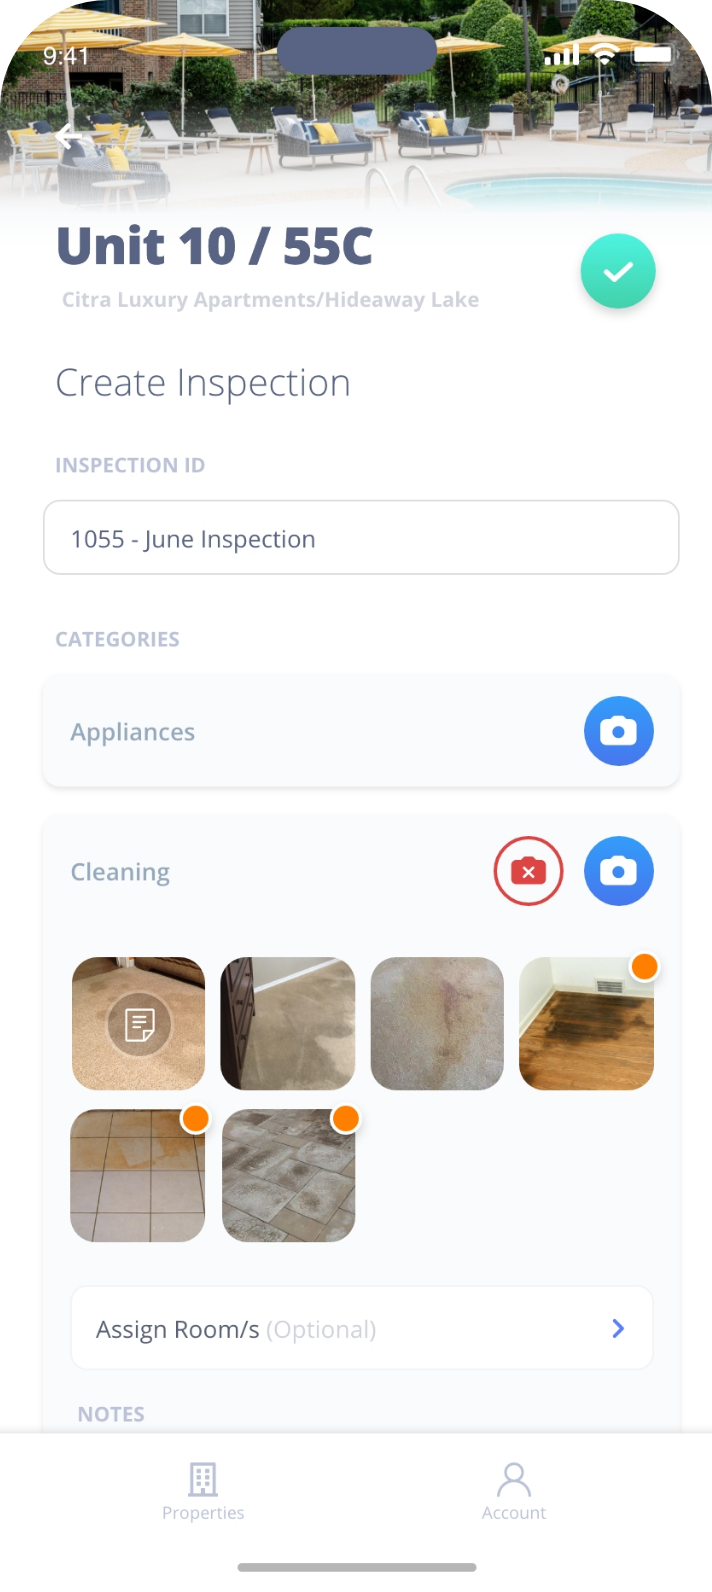 9:41
Unit 10 / 55C
Citra Luxury Apartments/Hideaway Lake
Create Inspection
INSPECTION ID
1055 - June Inspection
CATEGORIES
Appliances
Cleaning
Assign Room/s (Optional)
NOTES
Properties
Account